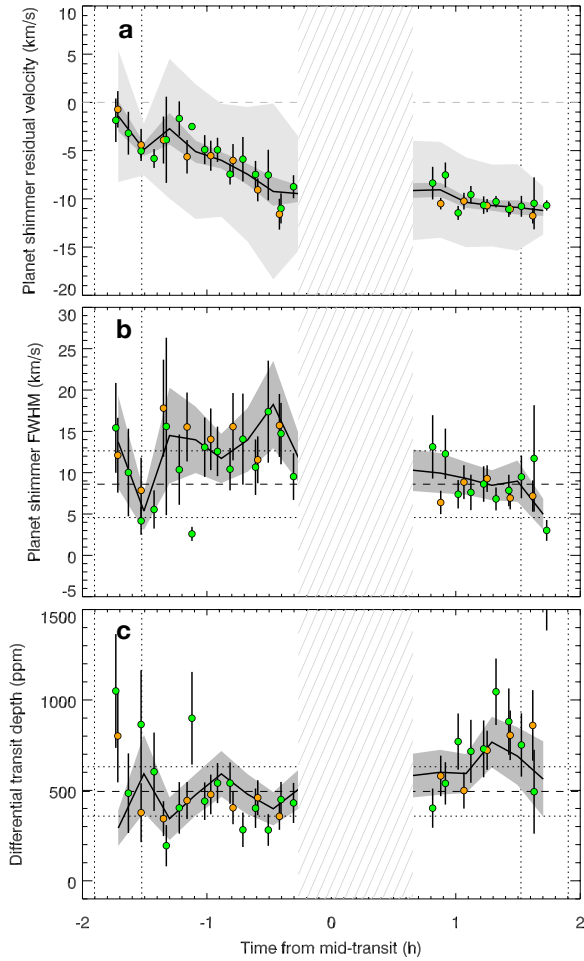 a
Planet shimmer residual velocity (km/s)
10
5
0
-5
-10
-15
-20
b
Planet shimmer FWHM (km/s)
30
25
20
15
10
5
0
-5
c
Differential transit depth (ppm)
1500
1000
500
0
-2 -1 0 1 2
Time from mid-transit (h)